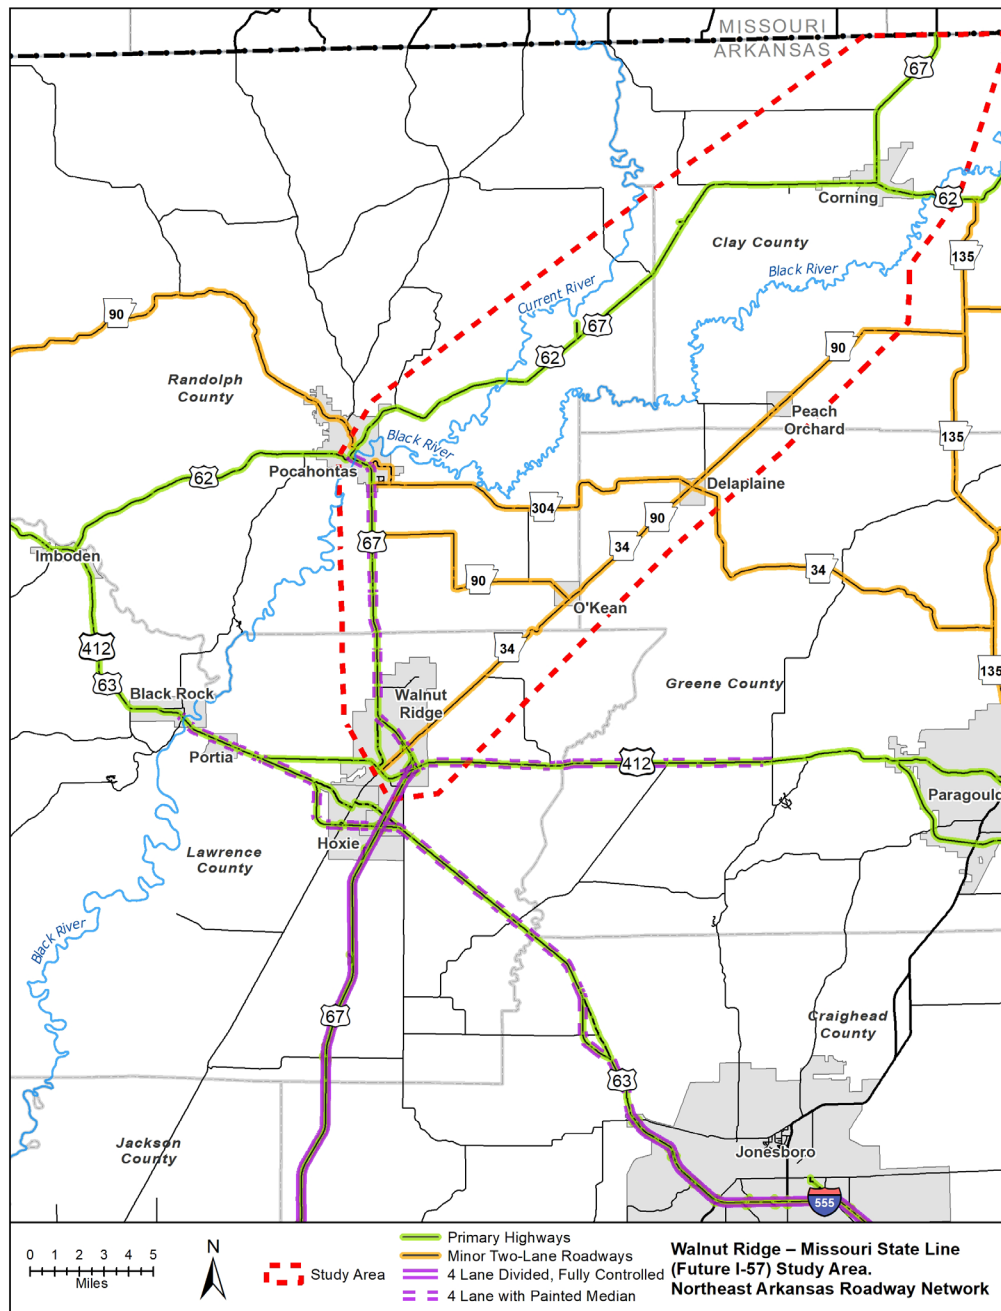 MISSOURI
ARKANSAS
67
Corning
62
Clay County
135
Black River
Current River
90
67
62
90
Randolph
County
Peach
Orchard
Black River
135
Pocahontas
62
Delaplaine
304
90
67
34
Imboden
90
34
O'Kean
412
34
63
135
Black Rock
Walnut
Ridge
Greene County
Portia
412
Paragould
Hoxie
Lawrence
County
Black River
67
Craighead
County
63
Jackson
County
Jonesboro
555
0 1 2 3 4 5
Miles
N
Study Area
Primary Highways
Minor Two-Lane Roadways
4 Lane Divided, Fully Controlled
4 Lane with Painted Median
Walnut Ridge – Missouri State Line
(Future I-57) Study Area.
Northeast Arkansas Roadway Network